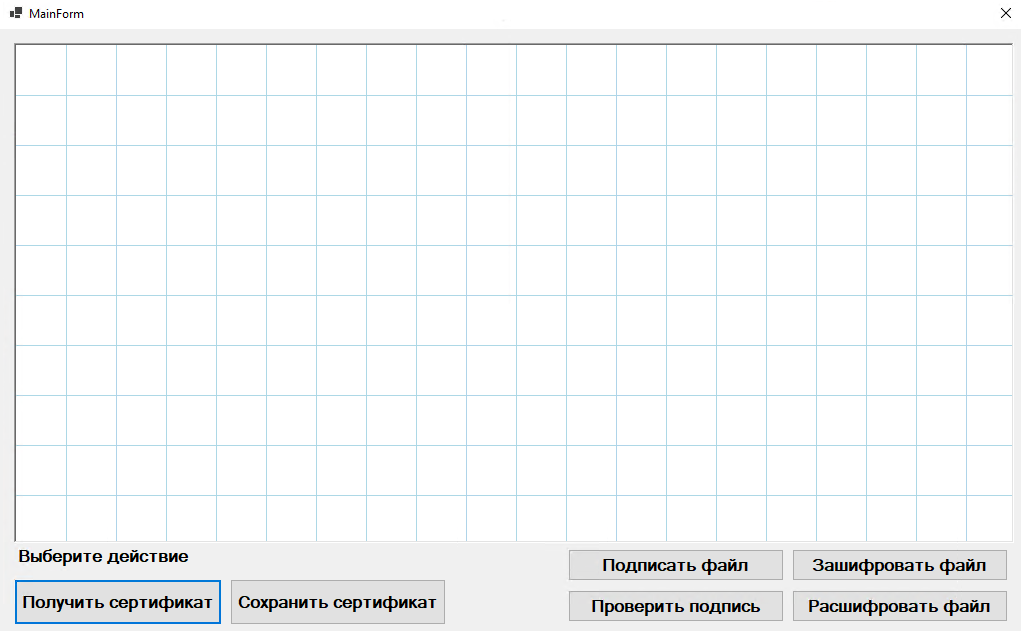 MainForm
Выберите действие
Получить сертификат
Сохранить сертификат
Подписать файл
Зашифровать файл
Проверить подпись
Расшифровать файл